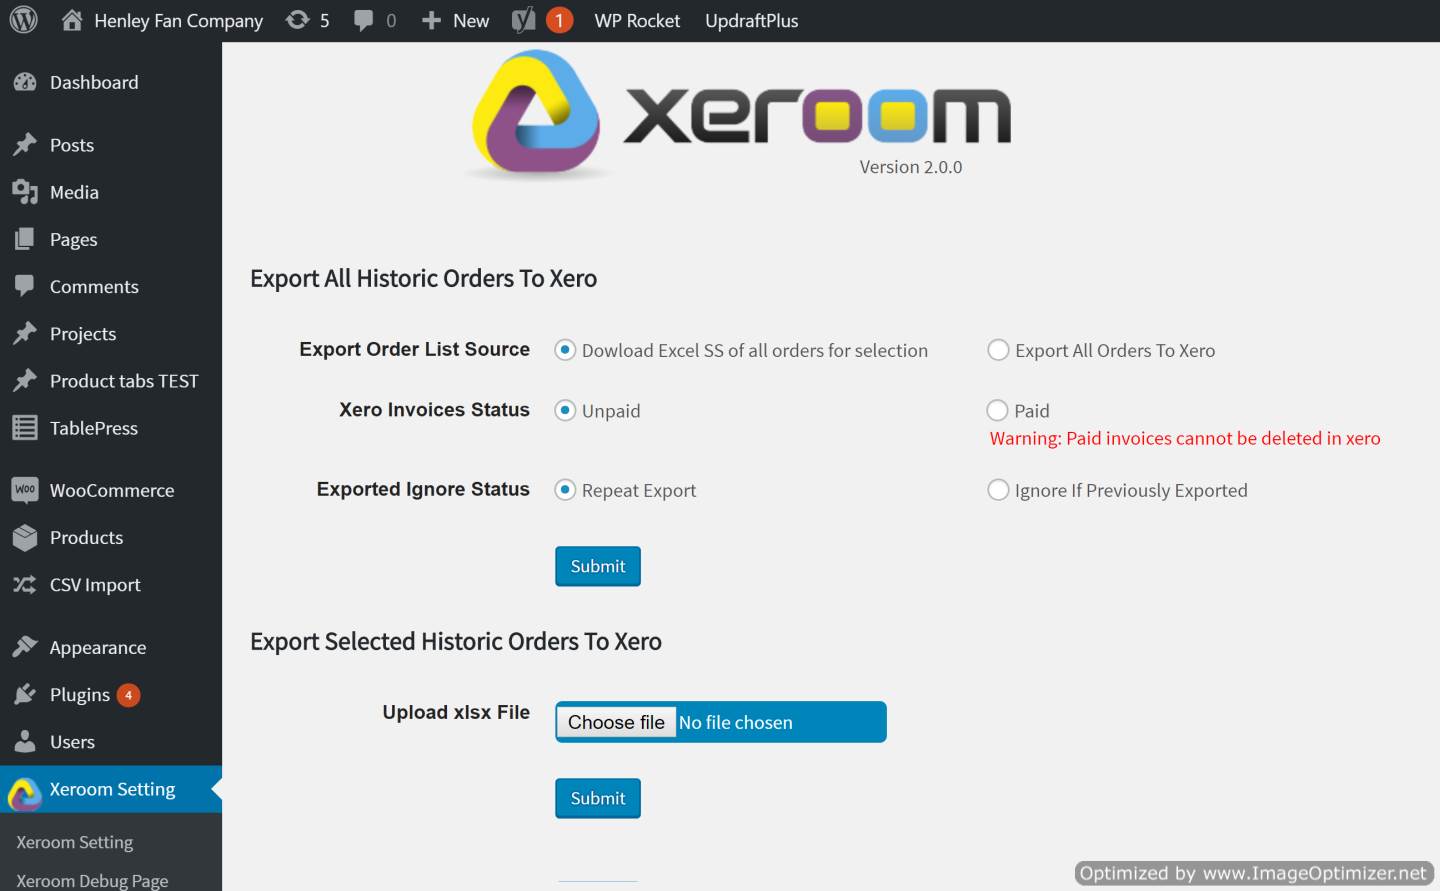 Henley Fan Company 5 0 New 1 WP Rocket UpdraftPlus
Dashboard
Posts
Media
Pages
Comments
Projects
Product tabs TEST
TablePress
WOO WooCommerce
Products
CSV Import
Appearance
Plugins 4
Users
Xeroom Setting
Xeroom Setting
Xeroom Debug Page
xeroom
Version 2.0.0
Export All Historic Orders To Xero
Export Order List Source Dowload Excel SS of all orders for selection Export All Orders To Xero
Xero Invoices Status Unpaid Paid
Warning: Paid invoices cannot be deleted in xero
Exported Ignore Status Repeat Export Ignore If Previously Exported
Submit
Export Selected Historic Orders To Xero
Upload xlsx File Choose file No file chosen
Submit
Optimized by www.ImageOptimizer.net